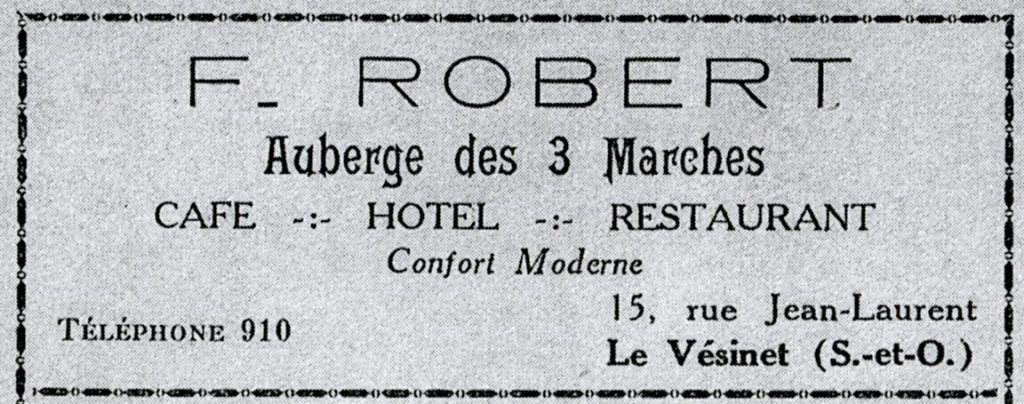 F. ROBERT
Auberge des 3 Marches
CAFE -:- HOTEL -:- RESTAURANT
Confort Moderne
TÉLÉPHONE 910
15, rue Jean-Laurent
Le Vésinet (S.-et-O.)